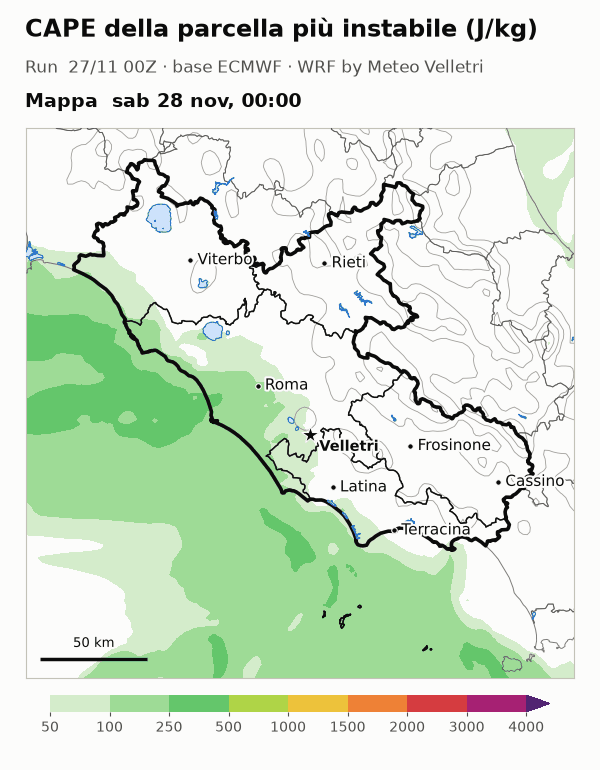 CAPE della parcella più instabile (J/kg)
Run  27/11 00Z · base ECMWF · WRF by Meteo Velletri
Mappa  sab 28 nov, 00:00
Viterbo
Rieti
Roma
Velletri
Frosinone
Latina
Cassino
Terracina
50 km
50 100 250 500 1000 1500 2000 3000 4000